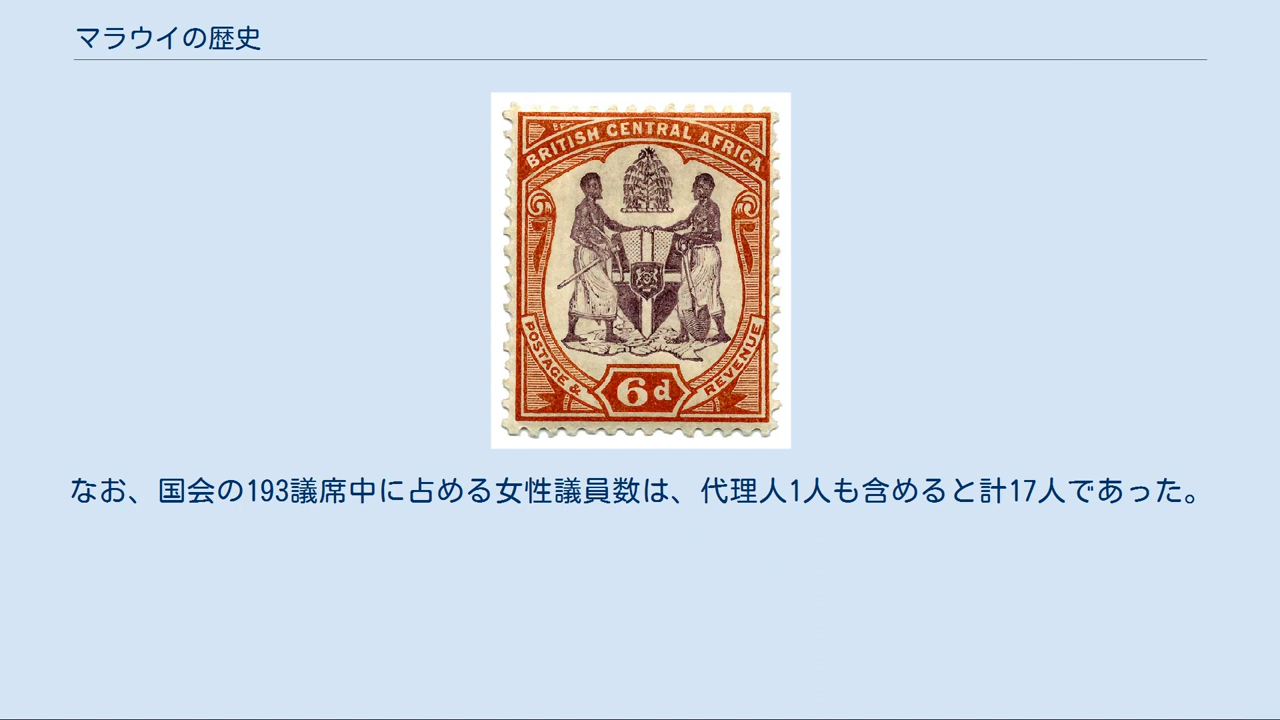 マラウイの歴史
BRITISH CENTRAL AFRICA
POSTAGE &
REVENUE
6d
なお、国会の193議席中に占める女性議員数は、代理人1人も含めると計17人であった。